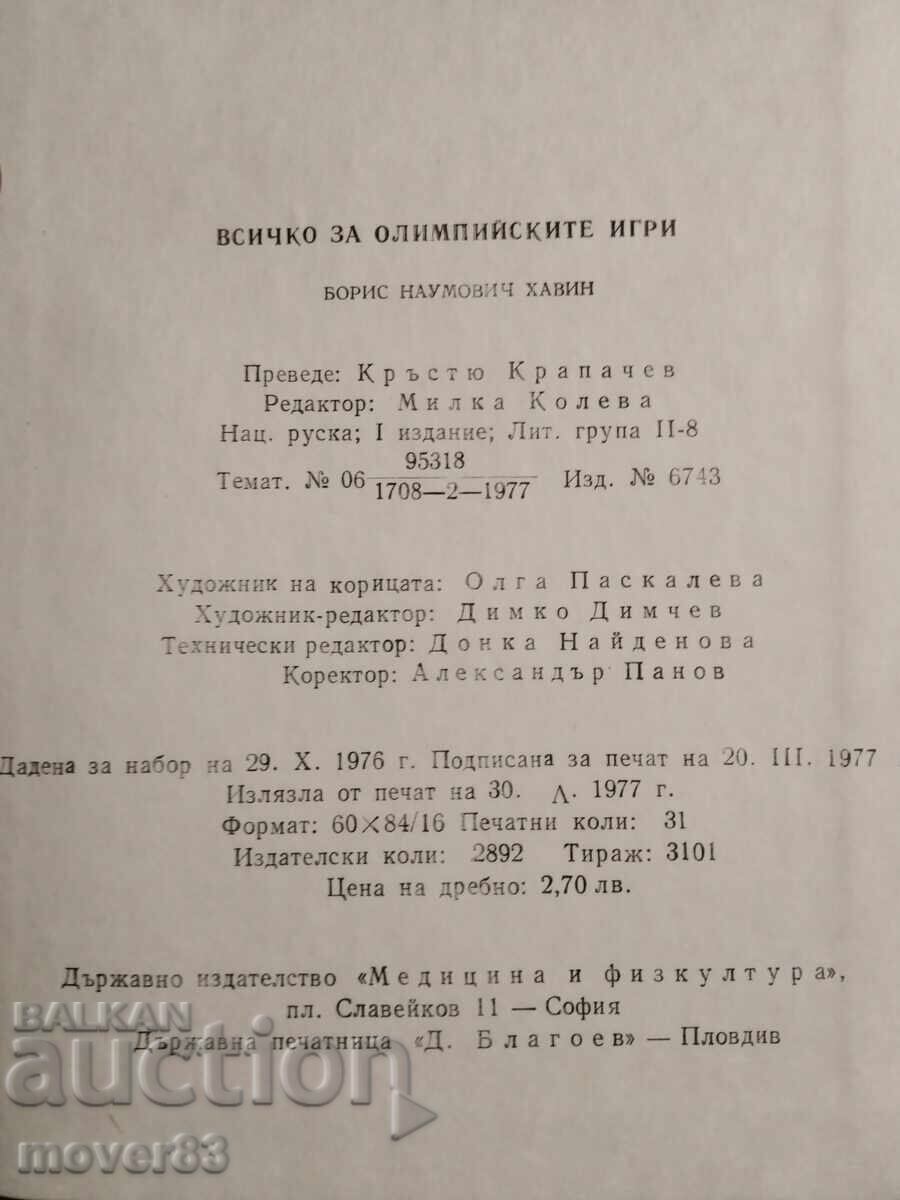 ВСИЧКО ЗА ОЛИМПИЙСКИТЕ ИГРИ
БОРИС НАУМОВИЧ ХАВИН
Преведе: Кръстю Крапачев
Редактор: Милка Колева
Нац. руска; I издание; Лит. група II-8
Темат. № 06 95318/1708—2—1977 Изд. № 6743
Художник на корицата: Олга Паскалева
Художник-редактор: Димко Димчев
Технически редактор: Донка Найденова
Коректор: Александър Панов
Дадена за набор на 29. X. 1976 г. Подписана за печат на 20. III. 1977
Излязла от печат на 30. 1977 г.
Формат: 60×84/16 Печатни коли: 31
Издателски коли: 2892 Тираж: 3101
Цена на дребно: 2,70 лв.
Държавно издателство «Медицина и физкултура»,
пл. Славейков 11 — София
Държавна печатница «Д. Благоев» — Пловдив
BALKAN
auction
mover83